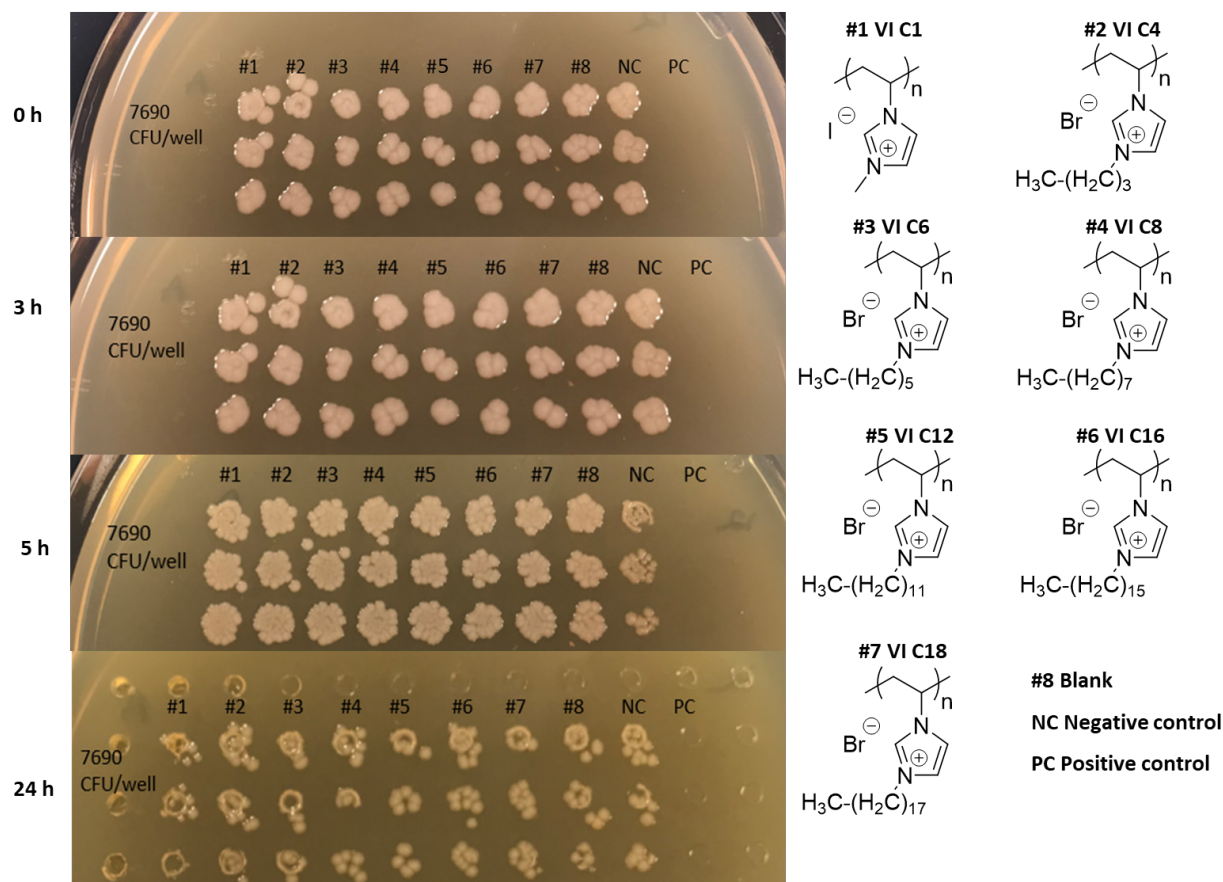 0 h
#1 #2 #3 #4 #5 #6 #7 #8 NC PC
7690
CFU/well
3 h
#1 #2 #3 #4 #5 #6 #7 #8 NC PC
7690
CFU/well
5 h
#1 #2 #3 #4 #5 #6 #7 #8 NC PC
7690
CFU/well
24 h
#1 #2 #3 #4 #5 #6 #7 #8 NC PC
7690
CFU/well
#1 VI C1
n
I⊖
N
⊕
N
#2 VI C4
n
Br⊖
N
⊕
N
H₃C-(H₂C)₃
#3 VI C6
n
Br⊖
N
⊕
N
H₃C-(H₂C)₅
#4 VI C8
n
Br⊖
N
⊕
N
H₃C-(H₂C)₇
#5 VI C12
n
Br⊖
N
⊕
N
H₃C-(H₂C)₁₁
#6 VI C16
n
Br⊖
N
⊕
N
H₃C-(H₂C)₁₅
#7 VI C18
n
Br⊖
N
⊕
N
H₃C-(H₂C)₁₇
#8 Blank
NC Negative control
PC Positive control